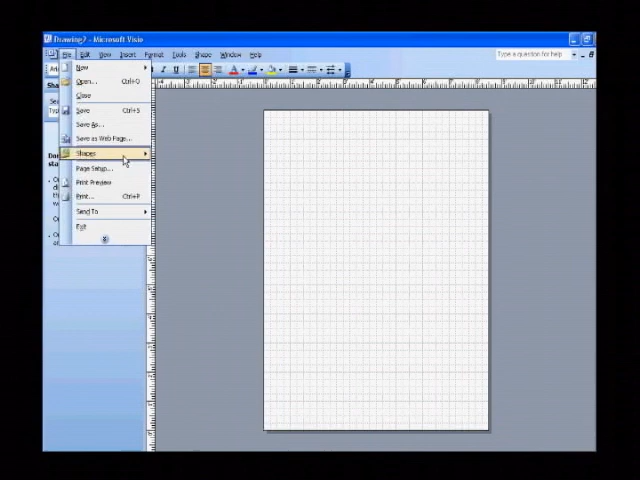 Drawing2 - Microsoft Visio
File Edit View Insert Format Tools Shape Window Help
Type a question for help
New
Open... Ctrl+O
Close
Save Ctrl+S
Save As...
Save as Web Page...
Shapes
Page Setup...
Print Preview
Print... Ctrl+P
Send To
Exit